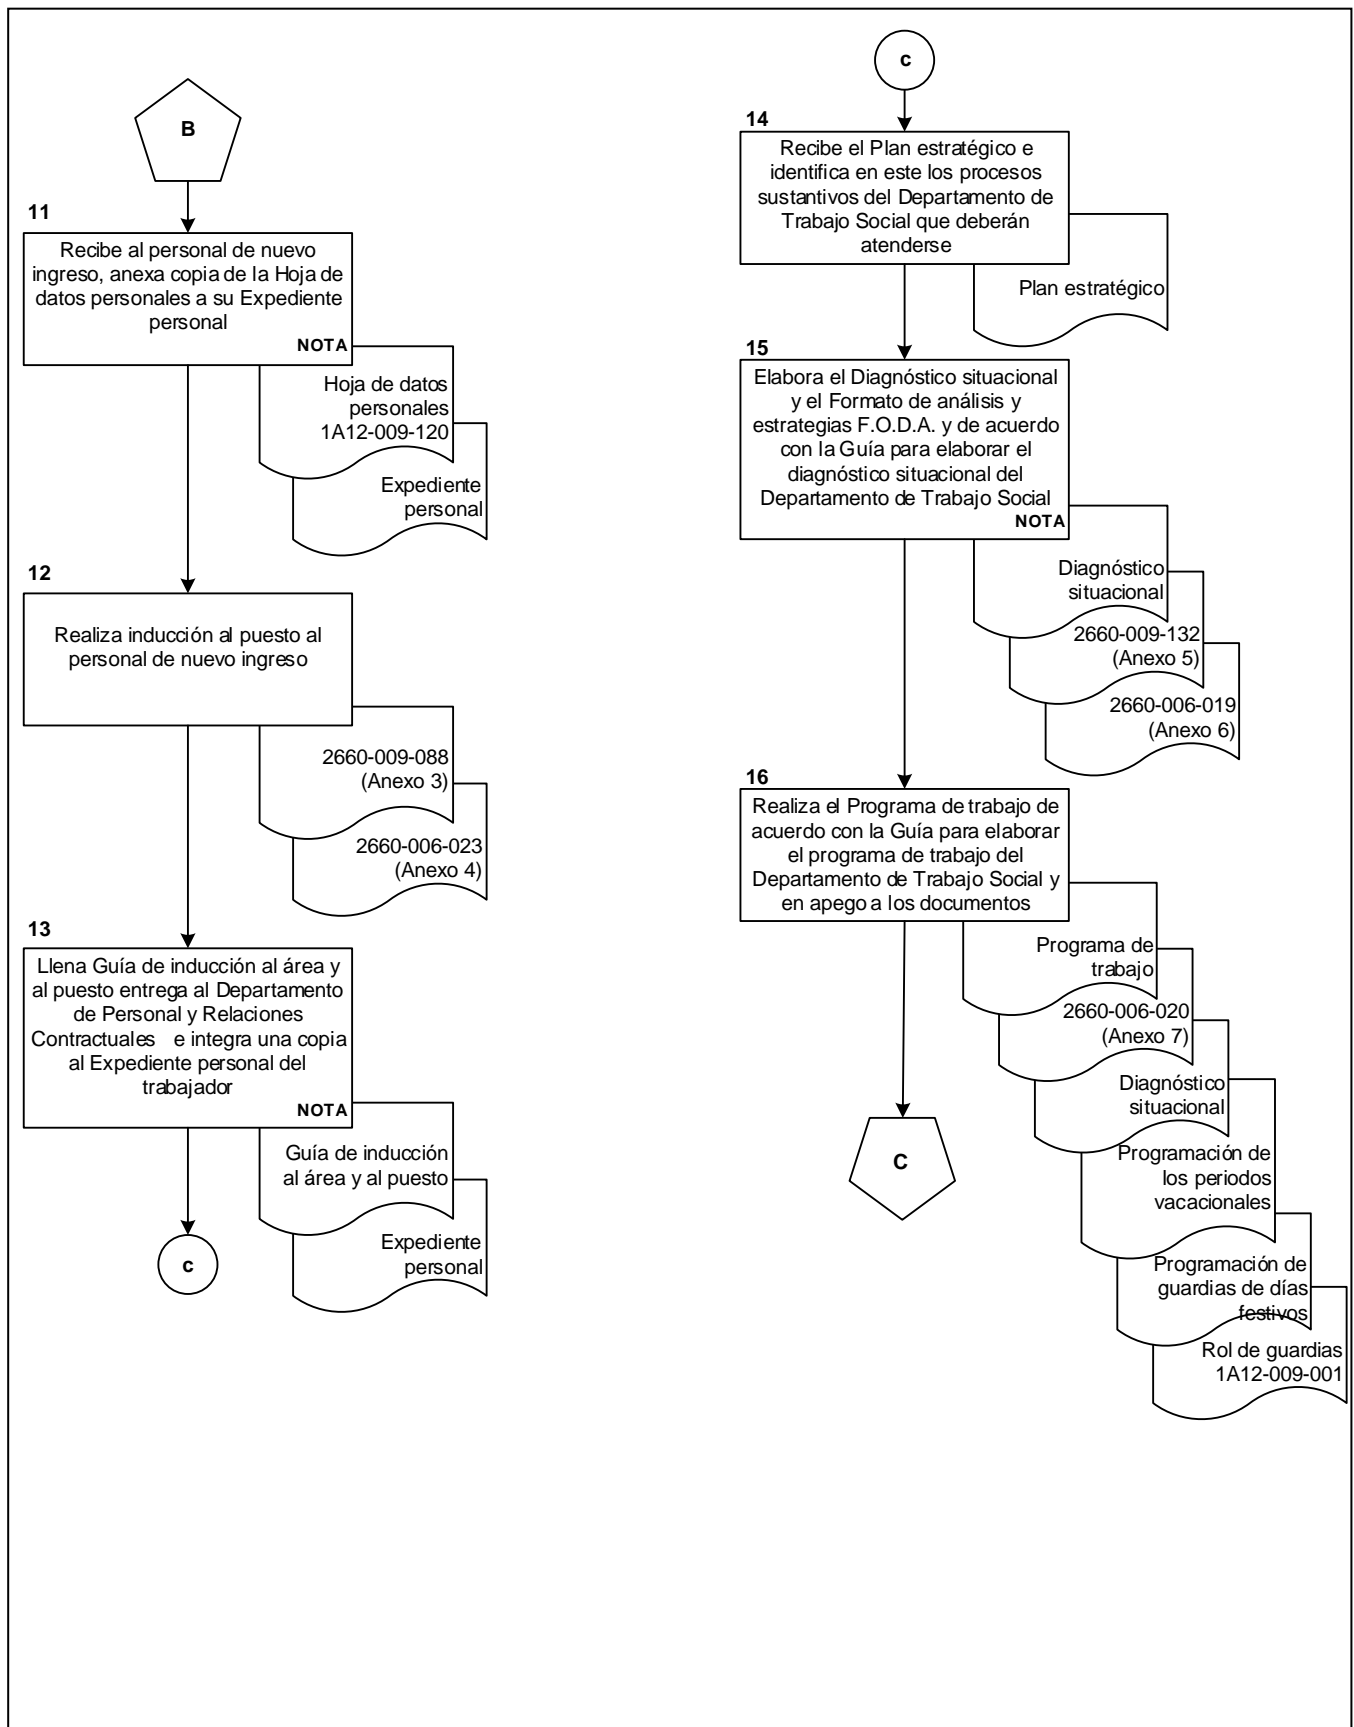 B
11
Recibe al personal de nuevo
ingreso, anexa copia de la Hoja de
datos personales a su Expediente
personal
NOTA
Hoja de datos
personales
1A12-009-120
Expediente
personal
12
Realiza inducción al puesto al
personal de nuevo ingreso
2660-009-088
(Anexo 3)
2660-006-023
(Anexo 4)
13
Llena Guía de inducción al área y
al puesto entrega al Departamento
de Personal y Relaciones
Contractuales e integra una copia
al Expediente personal del
trabajador
NOTA
Guía de inducción
al área y al puesto
Expediente
personal
c
c
14
Recibe el Plan estratégico e
identifica en este los procesos
sustantivos del Departamento de
Trabajo Social que deberán
atenderse
Plan estratégico
15
Elabora el Diagnóstico situacional
y el Formato de análisis y
estrategias F.O.D.A. y de acuerdo
con la Guía para elaborar el
diagnóstico situacional del
Departamento de Trabajo Social
NOTA
Diagnóstico
situacional
2660-009-132
(Anexo 5)
2660-006-019
(Anexo 6)
16
Realiza el Programa de trabajo de
acuerdo con la Guía para elaborar
el programa de trabajo del
Departamento de Trabajo Social y
en apego a los documentos
Programa de
trabajo
2660-006-020
(Anexo 7)
Diagnóstico
situacional
Programación de
los periodos
vacacionales
Programación de
guardias de días
festivos
Rol de guardias
1A12-009-001
C